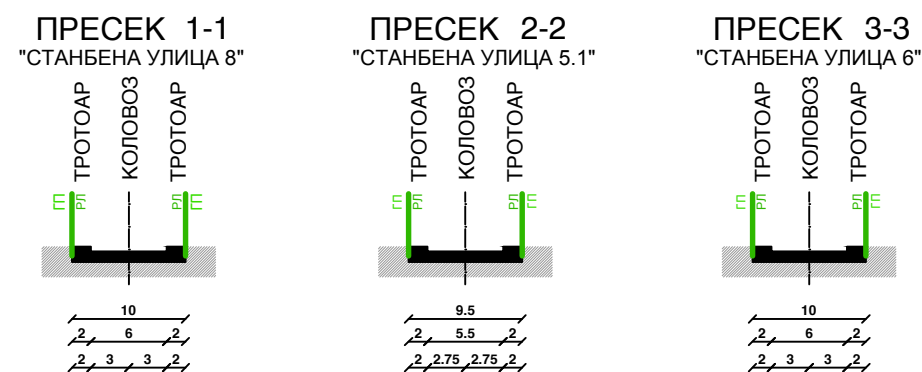 ПРЕСЕК 1-1
"СТАНБЕНА УЛИЦА 8"
ТРОТОАР
КОЛОВОЗ
ТРОТОАР
ГП
РЛ
РЛ
ГП
10
2 6 2
2 3 3 2
ПРЕСЕК 2-2
"СТАНБЕНА УЛИЦА 5.1"
ТРОТОАР
КОЛОВОЗ
ТРОТОАР
ГП
РЛ
РЛ
ГП
9.5
2 5.5 2
2 2.75 2.75 2
ПРЕСЕК 3-3
"СТАНБЕНА УЛИЦА 6"
ТРОТОАР
КОЛОВОЗ
ТРОТОАР
ГП
РЛ
РЛ
ГП
10
2 6 2
2 3 3 2